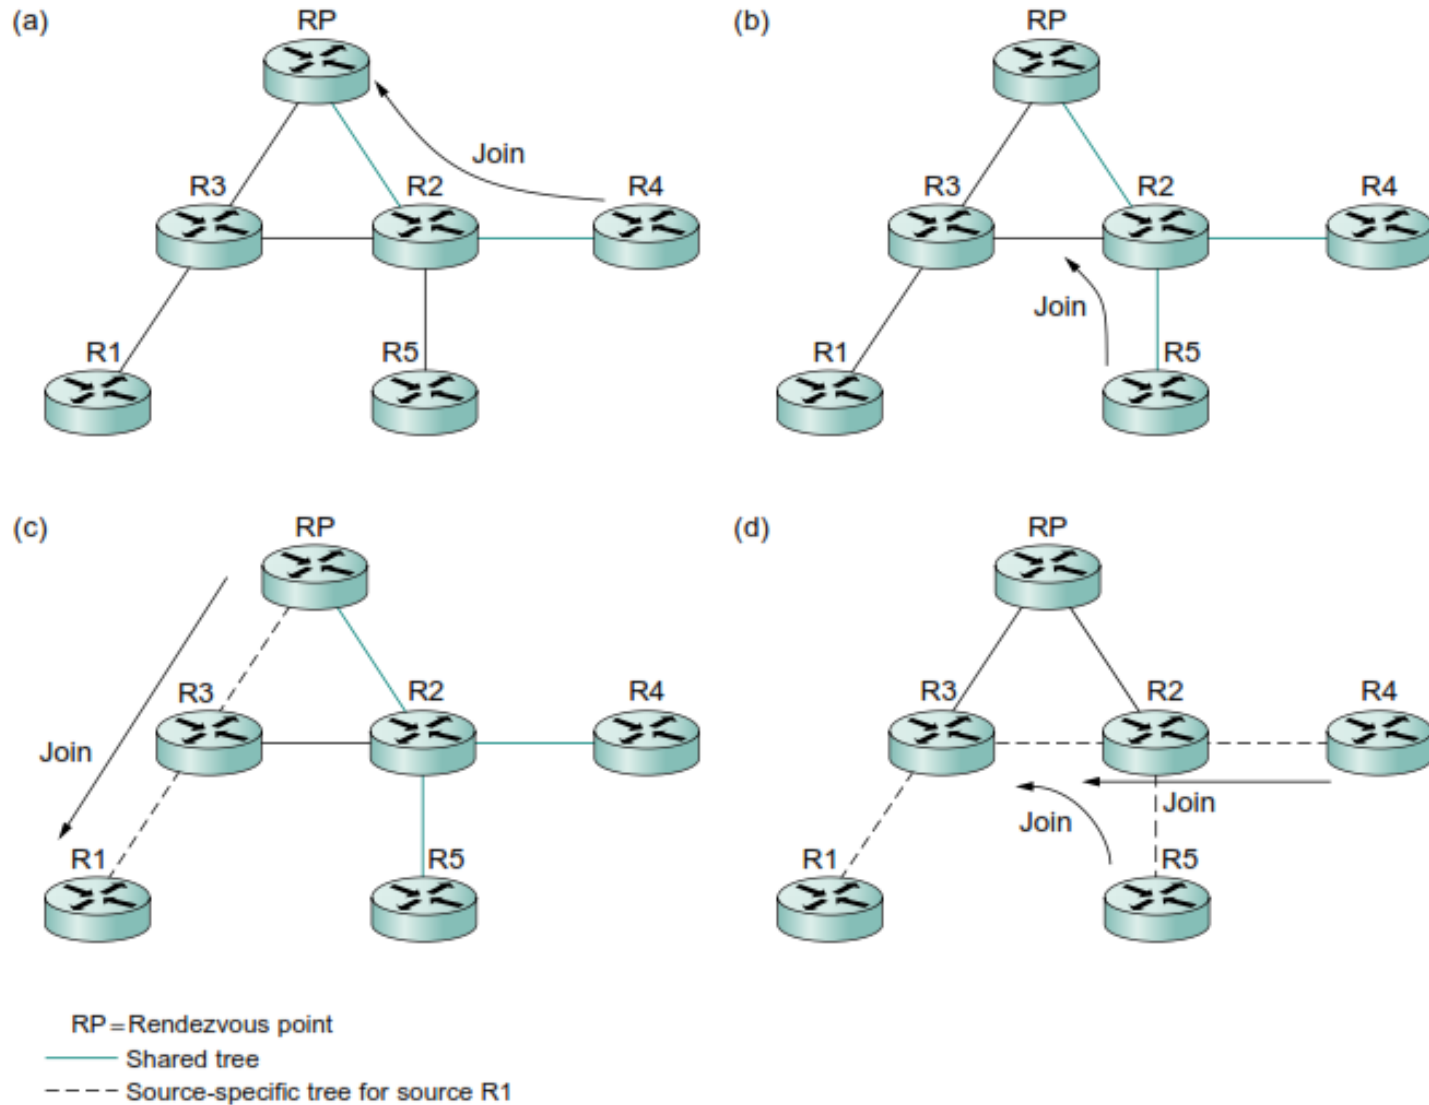 (a)
RP
Join
R3
R2
R4
R1
R5
(b)
RP
R3
R2
R4
Join
R1
R5
(c)
RP
R3
R2
R4
Join
R1
R5
(d)
RP
R3
R2
R4
Join
Join
R1
R5
RP=Rendezvous point
Shared tree
Source-specific tree for source R1